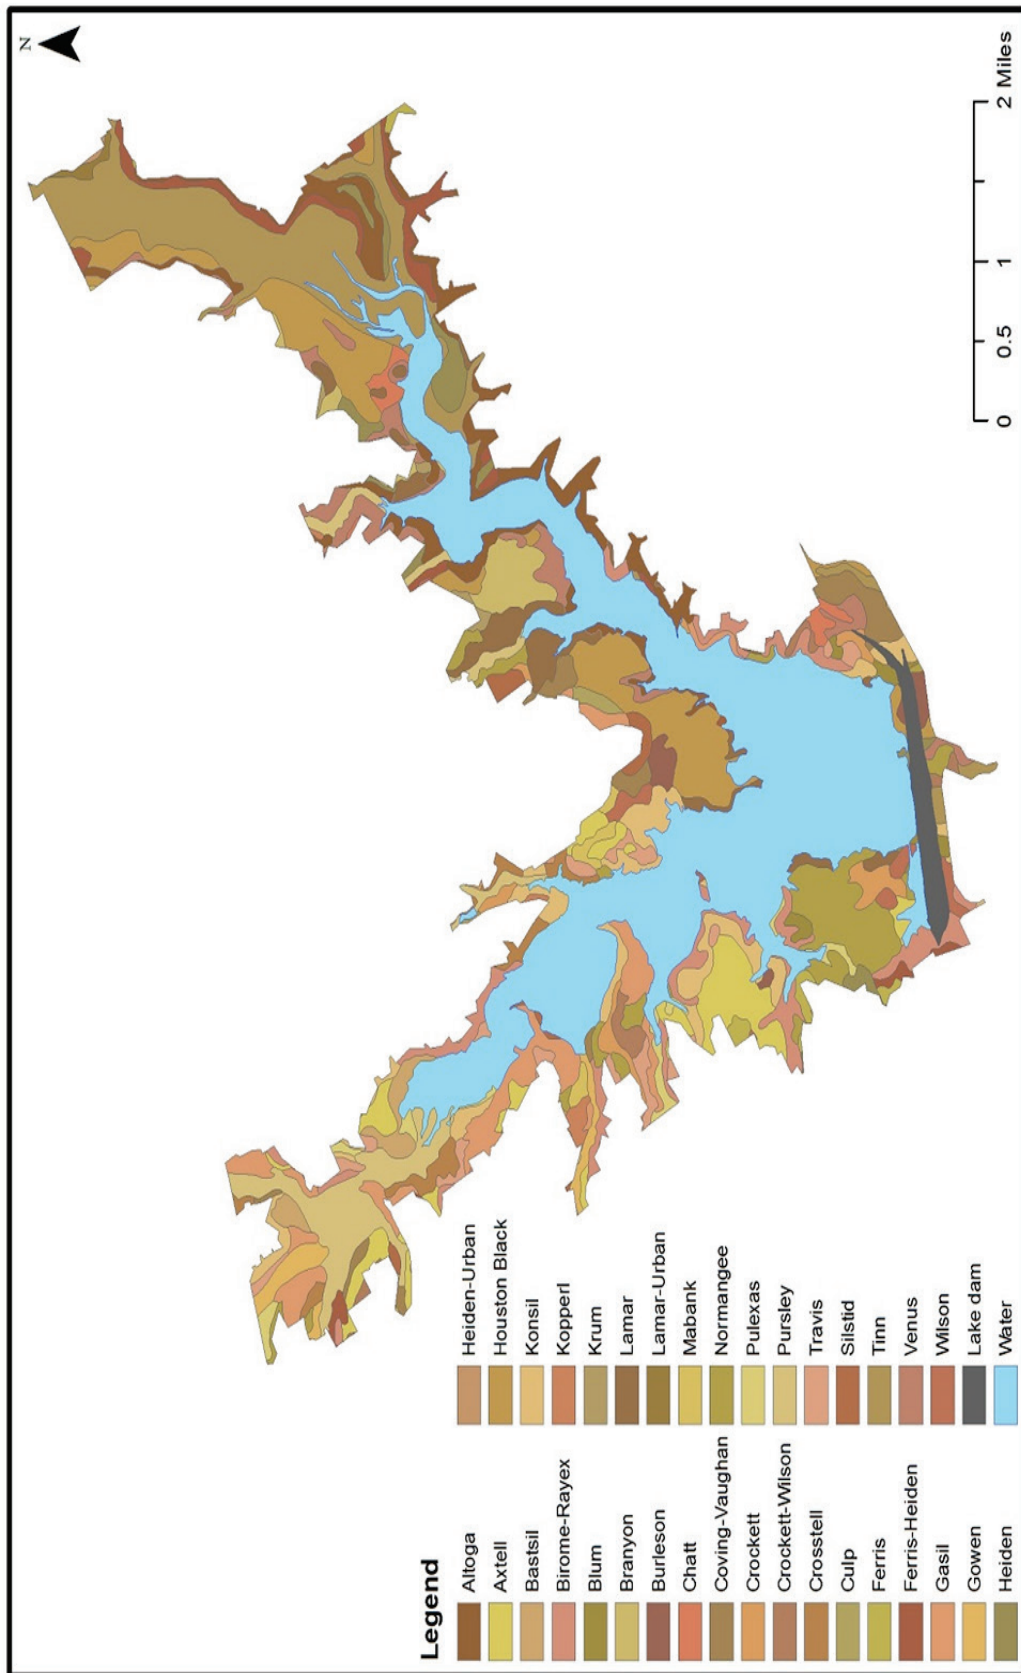 N
Legend
Altoga
Axtell
Bastsil
Birome-Rayex
Blum
Branyon
Burleson
Chatt
Coving-Vaughan
Crockett
Crockett-Wilson
Crosstell
Culp
Ferris
Ferris-Heiden
Gasil
Gowen
Heiden
Heiden-Urban
Houston Black
Konsil
Kopperl
Krum
Lamar
Lamar-Urban
Mabank
Normangee
Pulexas
Pursley
Travis
Silstid
Tinn
Venus
Wilson
Lake dam
Water
0 0.5 1 2 Miles